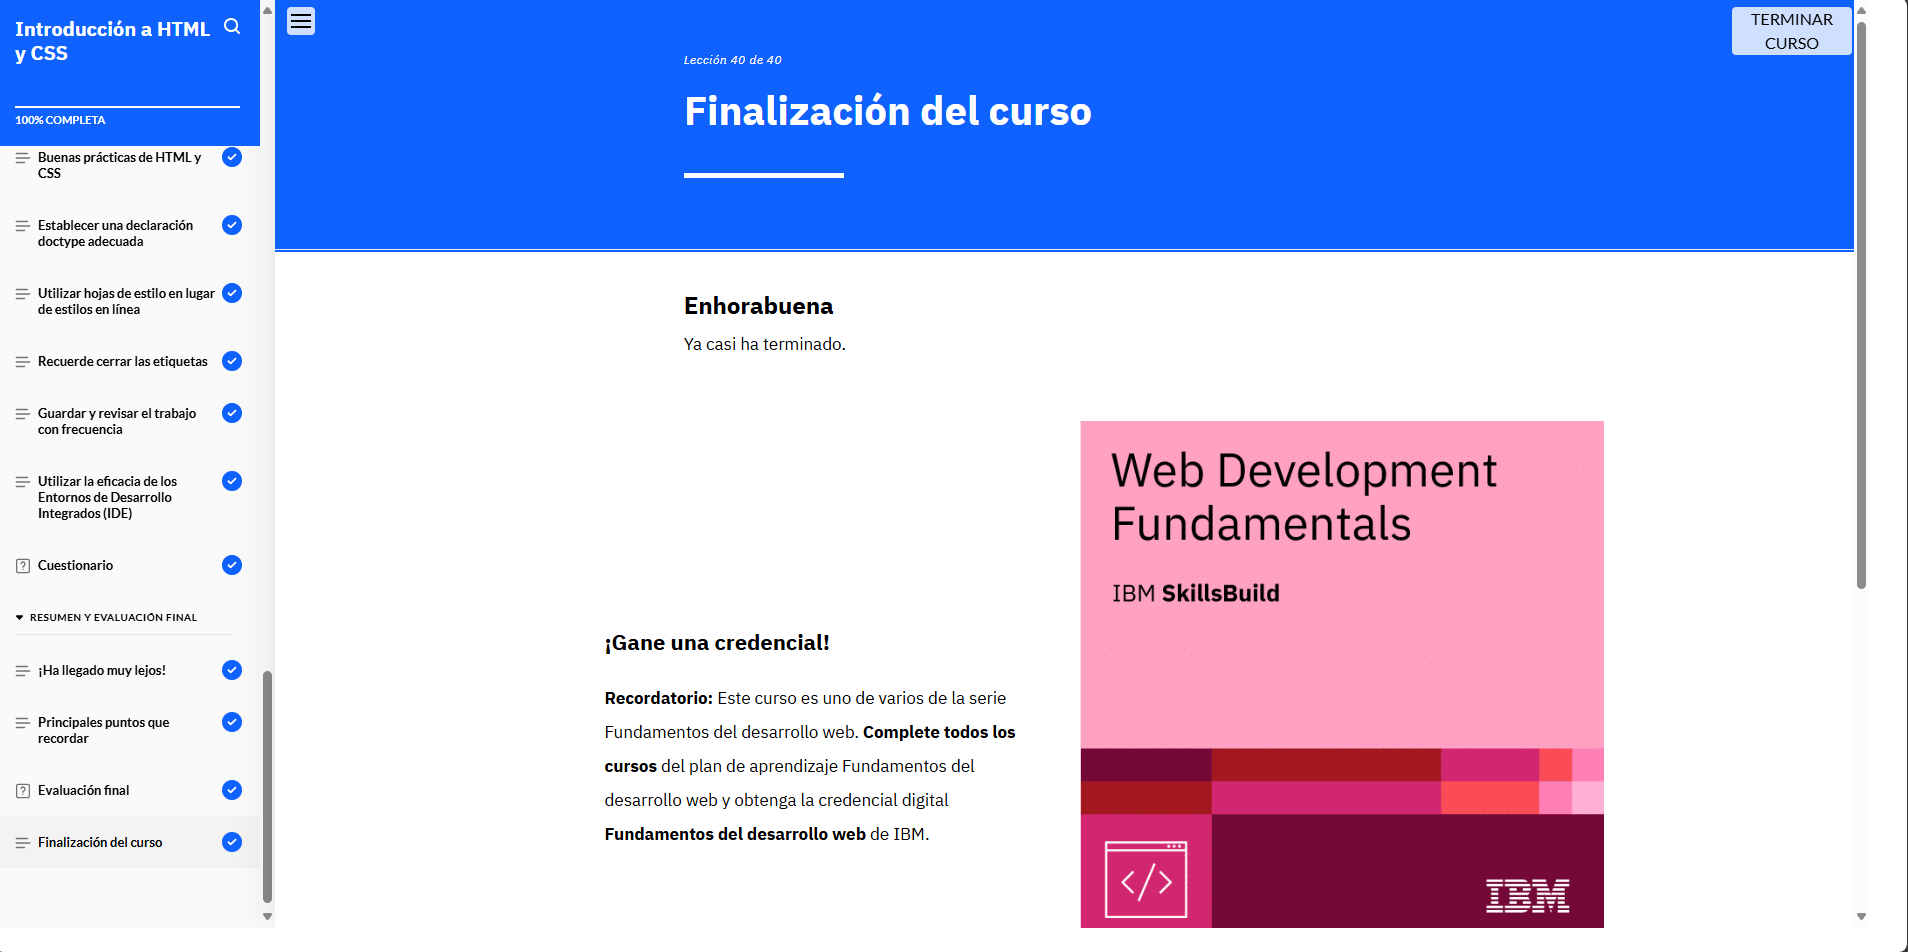 Introducción a HTML
y CSS
100% COMPLETA
Buenas prácticas de HTML y
CSS
Establecer una declaración
doctype adecuada
Utilizar hojas de estilo en lugar
de estilos en línea
Recuerde cerrar las etiquetas
Guardar y revisar el trabajo
con frecuencia
Utilizar la eficacia de los
Entornos de Desarrollo
Integrados (IDE)
Cuestionario
RESUMEN Y EVALUACIÓN FINAL
¡Ha llegado muy lejos!
Principales puntos que
recordar
Evaluación final
Finalización del curso
TERMINAR
CURSO
Lección 40 de 40
Finalización del curso
Enhorabuena
Ya casi ha terminado.
¡Gane una credencial!
Recordatorio: Este curso es uno de varios de la serie
Fundamentos del desarrollo web. Complete todos los
cursos del plan de aprendizaje Fundamentos del
desarrollo web y obtenga la credencial digital
Fundamentos del desarrollo web de IBM.
Web Development
Fundamentals
IBM SkillsBuild
IBM